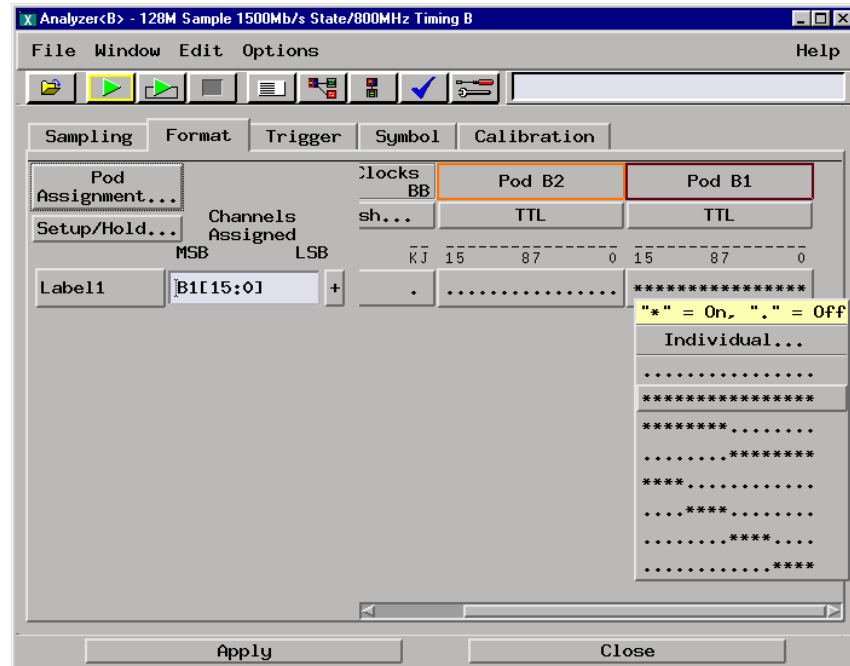 Analyzer<B> - 128M Sample 1500Mb/s State/800MHz Timing B
File Window Edit Options Help
Sampling Format Trigger Symbol Calibration
Pod Assignment...
Clocks BB
Pod B2
Pod B1
Setup/Hold...
Channels Assigned
sh...
TTL
TTL
MSB LSB
KJ 15 87 0 15 87 0
Label1 B1[15:0] + . ................ ****************
"*" = On, "." = Off
Individual...
................
****************
********........
........********
****............
....****........
........****....
............****
Apply Close